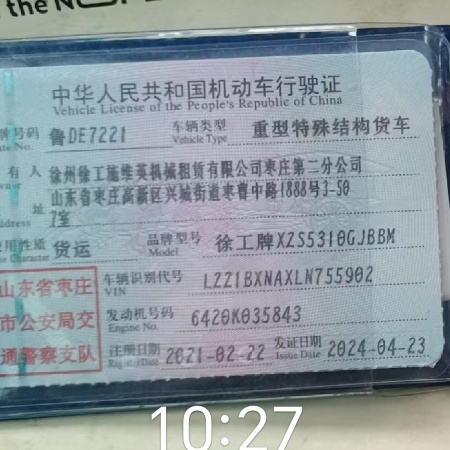 the N
中华人民共和国机动车行驶证
Vehicle License of the People's Republic of China
牌号码 鲁DE7221 车辆类型 重型特殊结构货车
Vehicle Type
有人 徐州徐工施维英机械租赁有限公司枣庄第二分公司
址 山东省枣庄高新区兴城街道枣曹中路1888号3-50
Address 7室
使用性质 货运 品牌型号 徐工牌XZS5310GJBBM
Character Model
山东省枣庄
市公安局交
通警察支队
车辆识别代号 LZZ1BXNAXLN755902
VIN
发动机号码 6420K035843
Engine No.
注册日期 2021-02-22 发证日期 2024-04-23
Issue Date
10:27